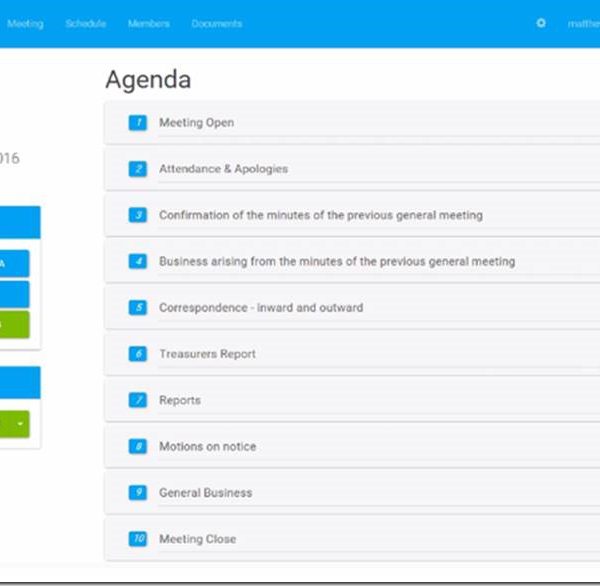 Meeting Schedule Members Documents
Agenda
1 Meeting Open
2 Attendance & Apologies
016
3 Confirmation of the minutes of the previous general meeting
4 Business arising from the minutes of the previous general meeting
5 Correspondence - inward and outward
6 Treasurers Report
7 Reports
8 Motions on notice
9 General Business
10 Meeting Close